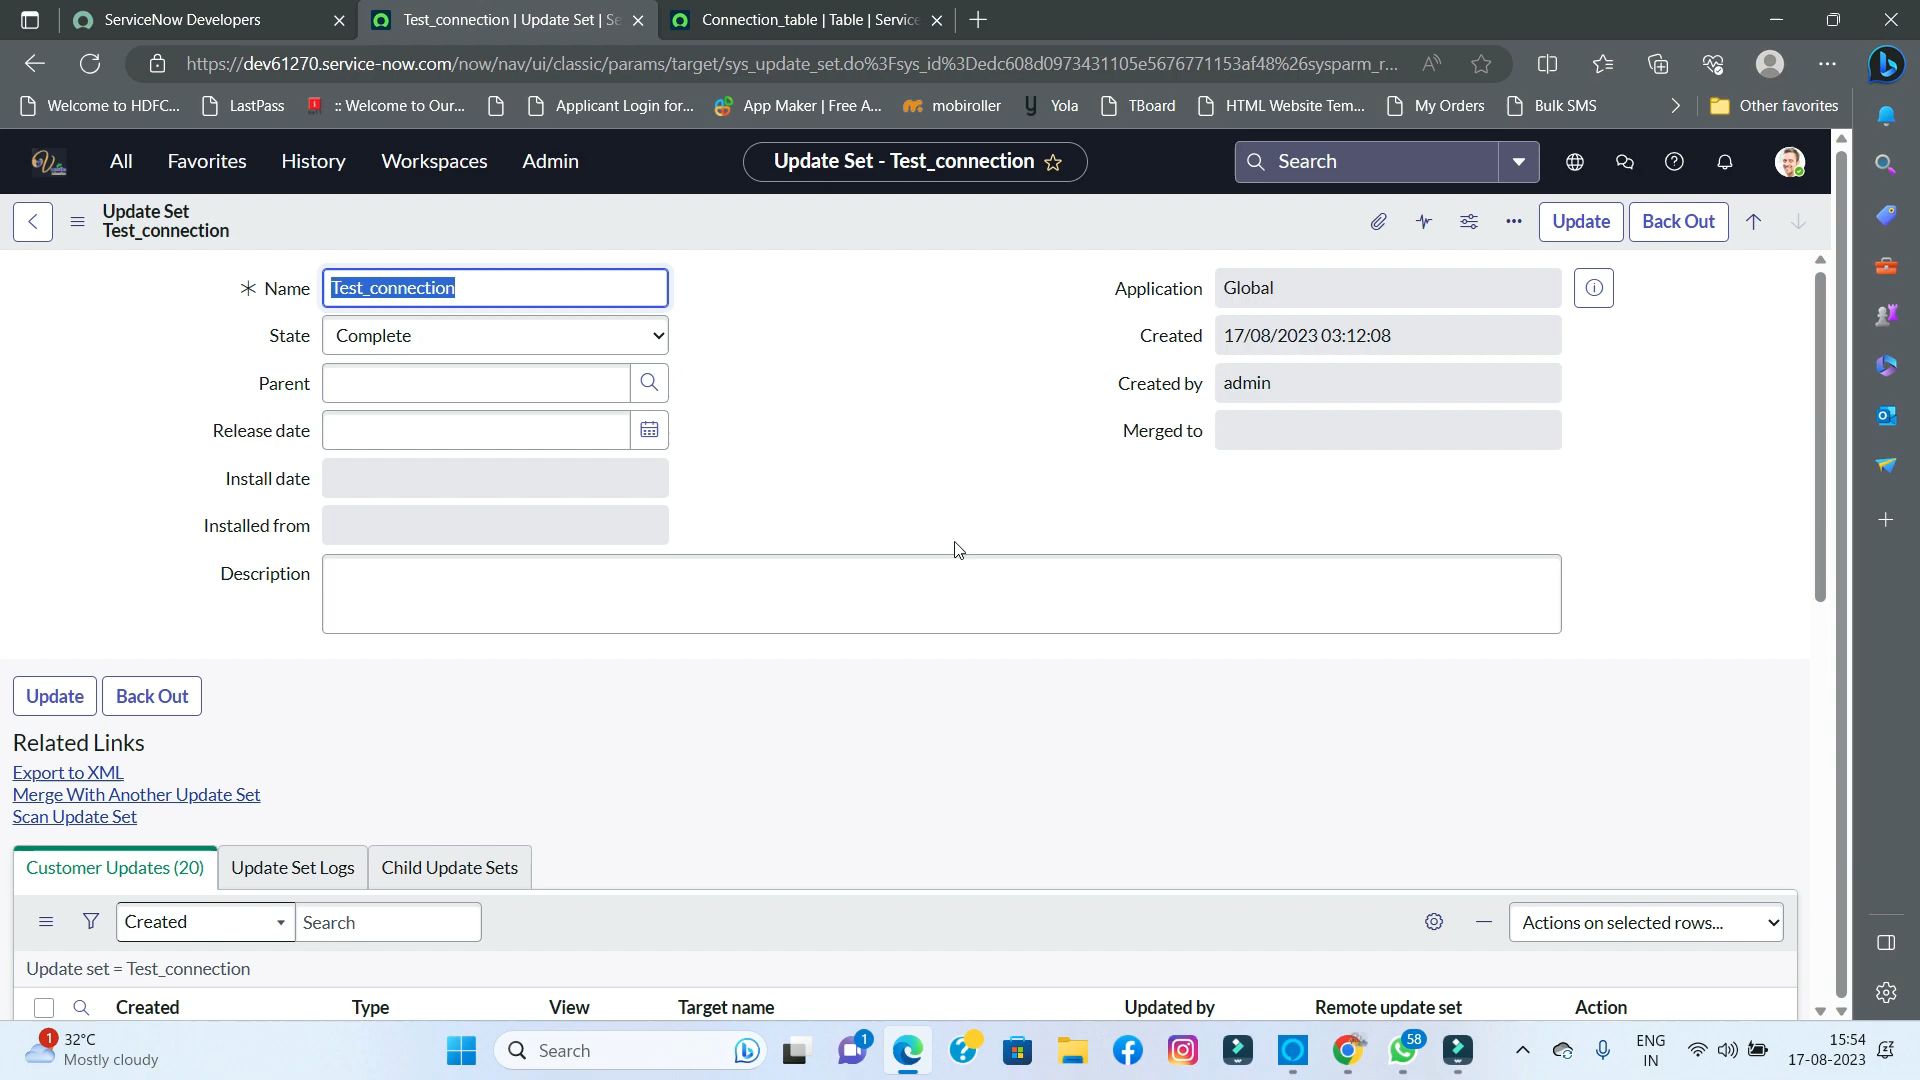 ServiceNow Developers
Test_connection | Update Set | Se
Connection_table | Table | Service
https://dev61270.service-now.com/now/nav/ui/classic/params/target/sys_update_set.do%3Fsys_id%3Dedc608d0973431105e5676771153af48%26sysparm_r...
Welcome to HDFC... LastPass :: Welcome to Our... Applicant Login for... App Maker | Free A... mobiroller Yola TBoard HTML Website Tem... My Orders Bulk SMS Other favorites
All Favorites History Workspaces Admin Update Set - Test_connection Search
Update Set
Test_connection
Update Back Out
Name Test_connection Application Global
State Complete Created 17/08/2023 03:12:08
Parent Created by admin
Release date Merged to
Install date
Installed from
Description
Update Back Out
Related Links
Export to XML
Merge With Another Update Set
Scan Update Set
Customer Updates (20) Update Set Logs Child Update Sets
Created Search Actions on selected rows...
Update set = Test_connection
Created Type View Target name Updated by Remote update set Action
1 32°C
Mostly cloudy
Search
1
58
ENG
IN
15:54
17-08-2023